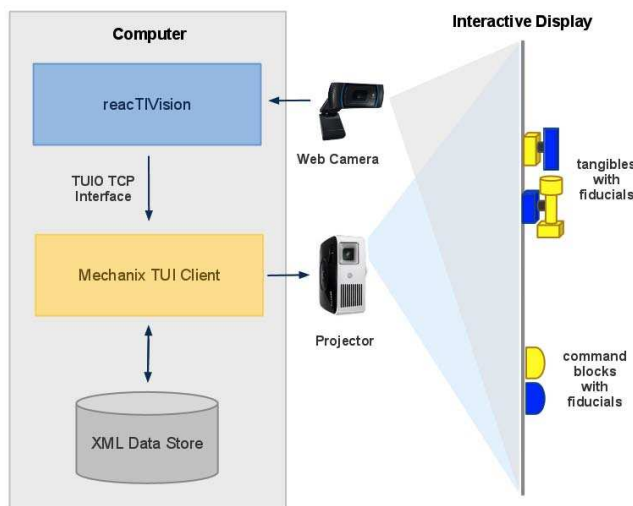 Computer
Interactive Display
reacTIVision
Web Camera
tangibles
with
fiducials
TUIO TCP
Interface
Mechanix TUI Client
Projector
command
blocks with
fiducials
XML Data Store